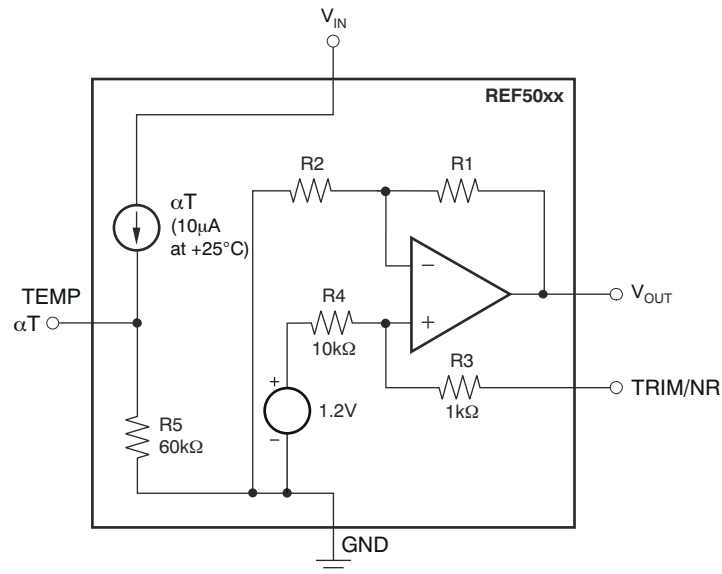 V_IN
REF50xx
R2
R1
αT
(10µA
at +25°C)
−
TEMP
αT
R4
10kΩ
+
V_OUT
R3
1kΩ
TRIM/NR
+
1.2V
−
R5
60kΩ
GND